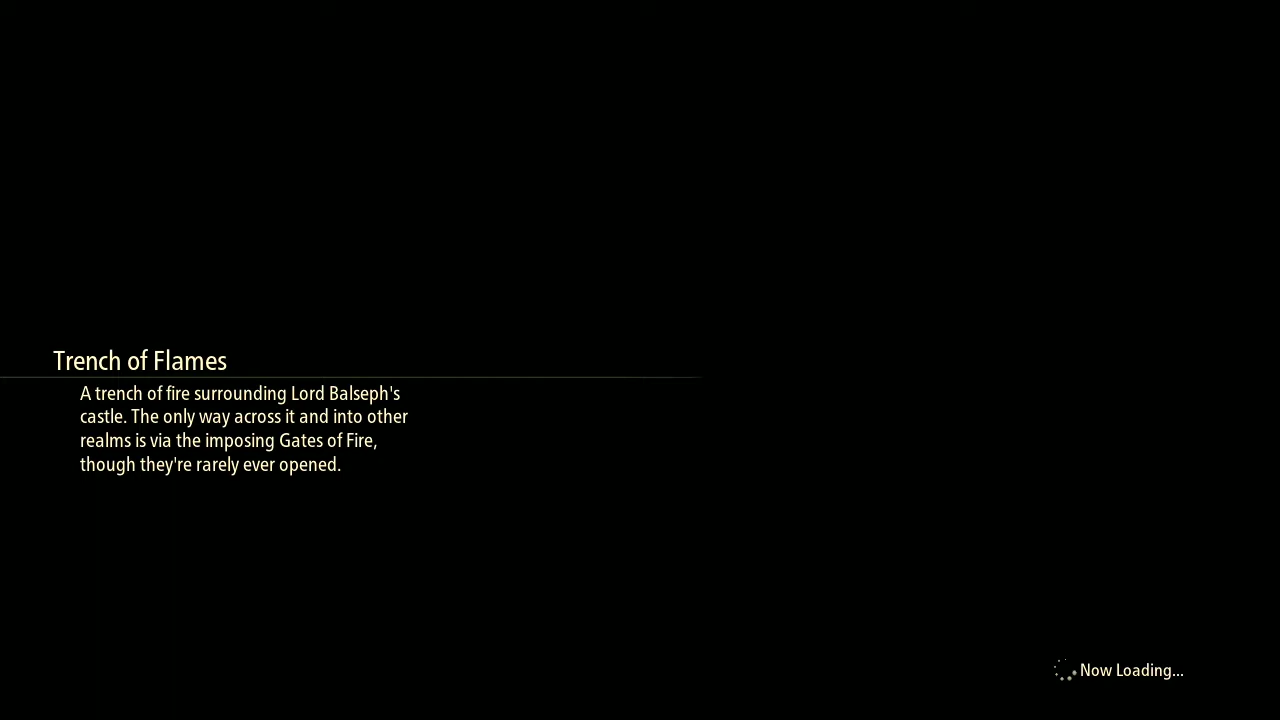 Trench of Flames
A trench of fire surrounding Lord Balseph's
castle. The only way across it and into other
realms is via the imposing Gates of Fire,
though they're rarely ever opened.
Now Loading...